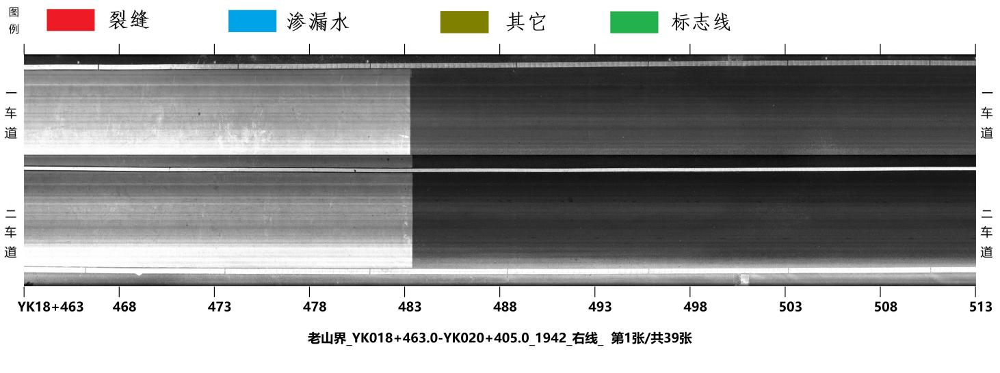 图例 裂缝 渗漏水 其它 标志线
一车道 一车道
二车道 二车道
YK18+463 468 473 478 483 488 493 498 503 508 513
老山界_YK018+463.0-YK020+405.0_1942_右线_ 第1张/共39张